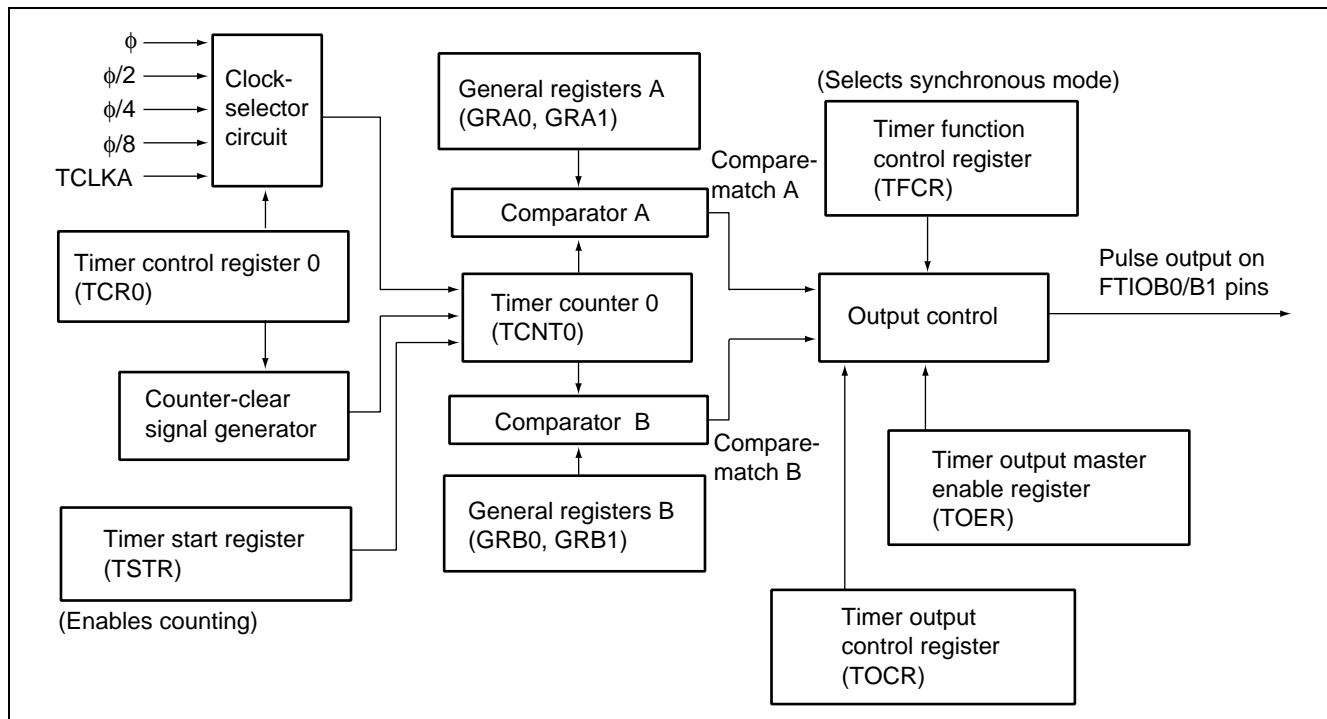 ϕ
ϕ/2
ϕ/4
ϕ/8
TCLKA
Clock-
selector
circuit
Timer control register 0
(TCR0)
Counter-clear
signal generator
Timer start register
(TSTR)
(Enables counting)
General registers A
(GRA0, GRA1)
Comparator A
Timer counter 0
(TCNT0)
Comparator B
General registers B
(GRB0, GRB1)
Compare-
match A
Compare-
match B
(Selects synchronous mode)
Timer function
control register
(TFCR)
Output control
Pulse output on
FTIOB0/B1 pins
Timer output master
enable register
(TOER)
Timer output
control register
(TOCR)